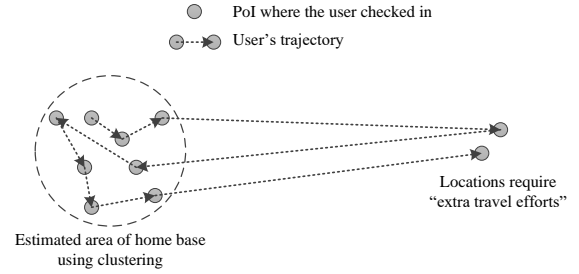 PoI where the user checked in
User's trajectory
Locations require
“extra travel efforts”
Estimated area of home base
using clustering